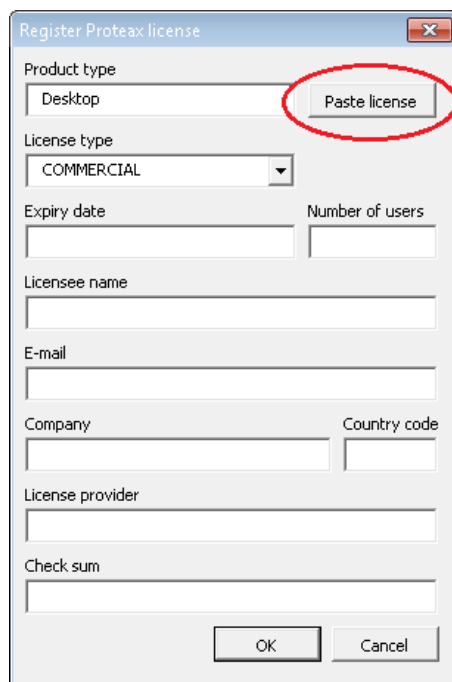 Register Proteax license
Product type
Desktop
Paste license
License type
COMMERCIAL
Expiry date Number of users
Licensee name
E-mail
Company Country code
License provider
Check sum
OK Cancel